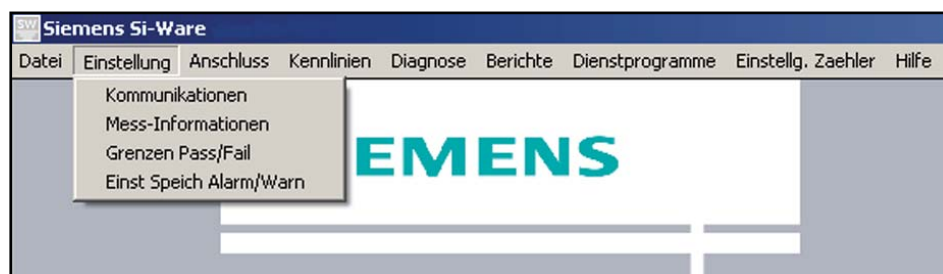 SW Siemens Si-Ware
Datei Einstellung Anschluss Kennlinien Diagnose Berichte Dienstprogramme Einstellg. Zaehler Hilfe
Kommunikationen
Mess-Informationen
Grenzen Pass/Fail
Einst Speich Alarm/Warn
EMENS